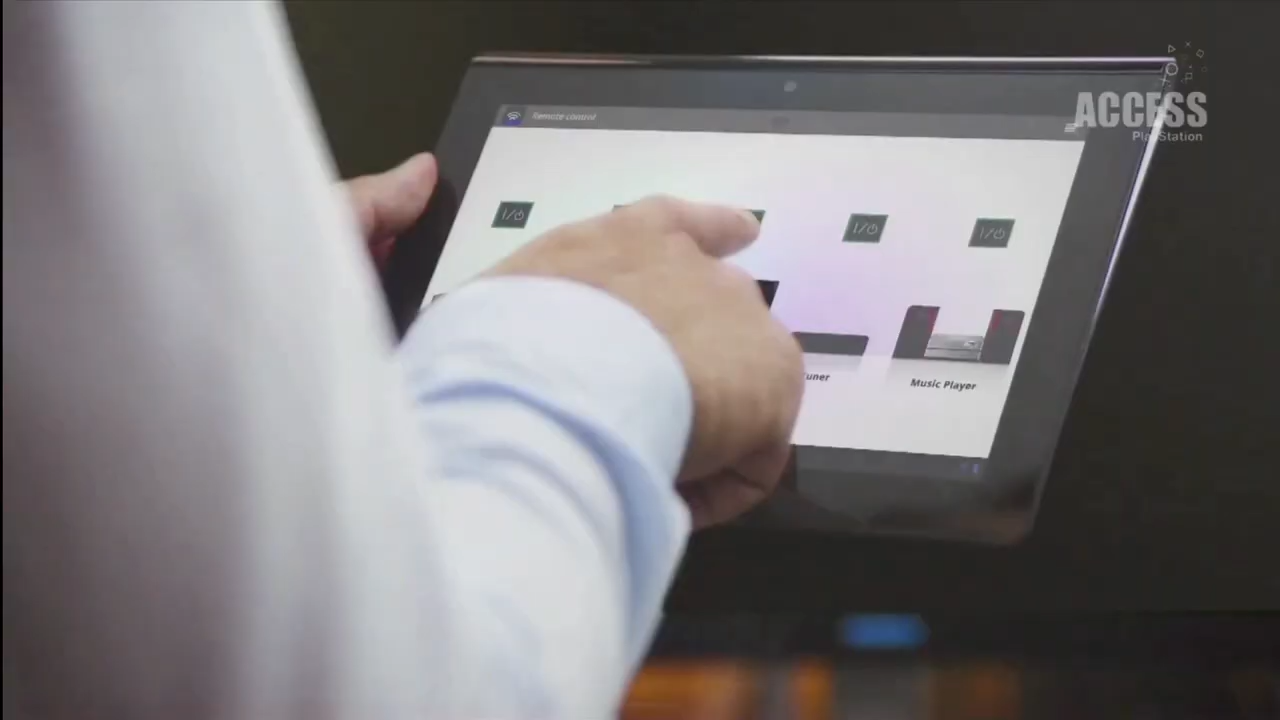 Remote control
ACCESS
PlayStation
I/⏻
I/⏻
I/⏻
uner
Music Player